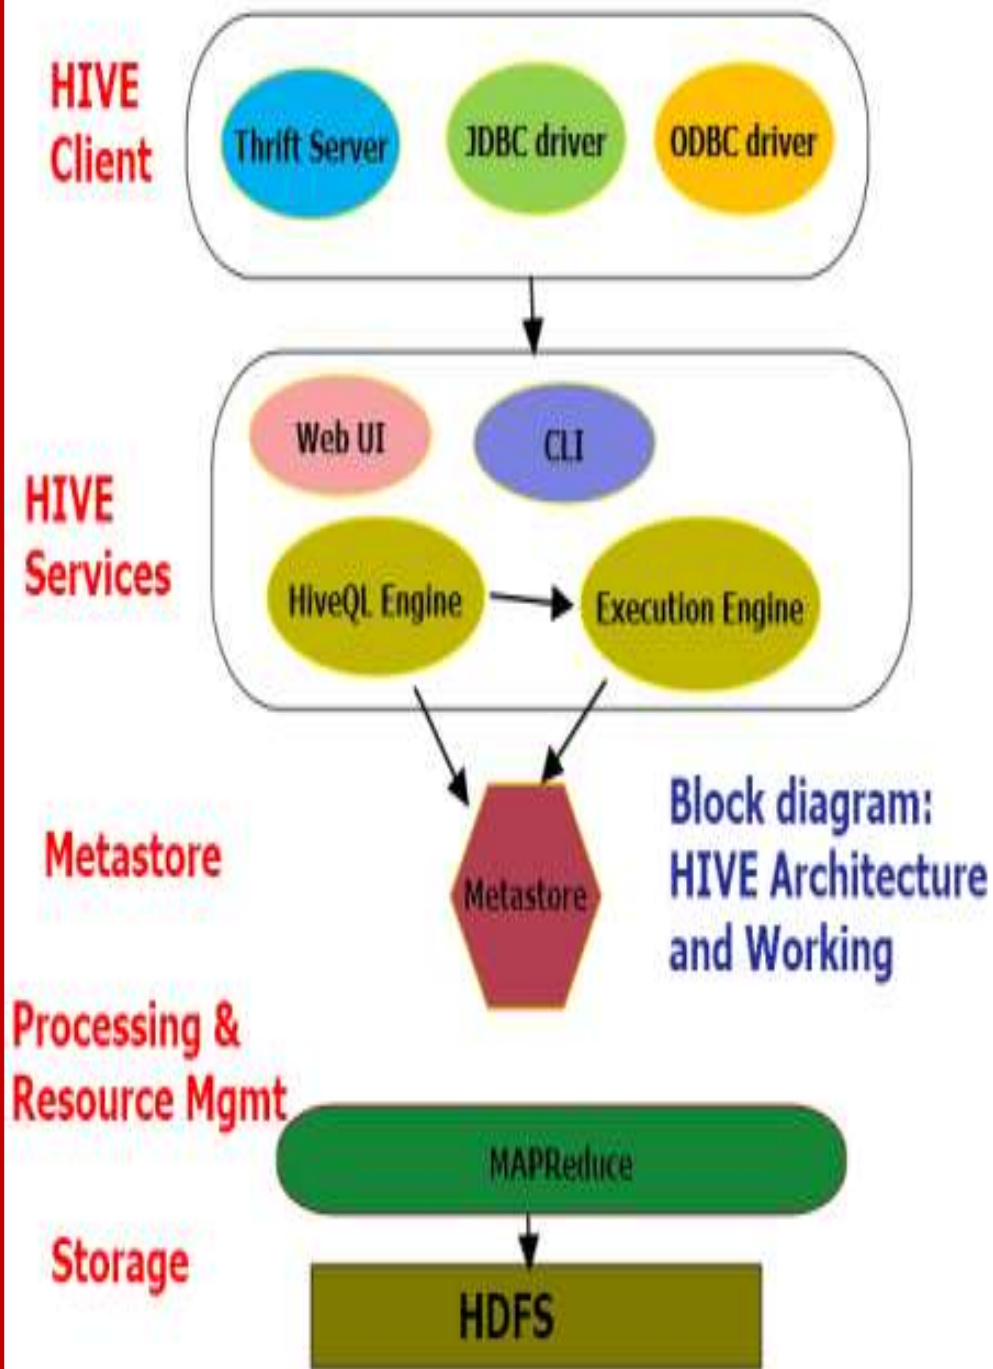 HIVE
Client
Thrift Server
JDBC driver
ODBC driver
Web UI
CLI
HIVE
Services
HiveQL Engine
Execution Engine
Metastore
Metastore
Block diagram:
HIVE Architecture
and Working
Processing &
Resource Mgmt
MAPReduce
Storage
HDFS